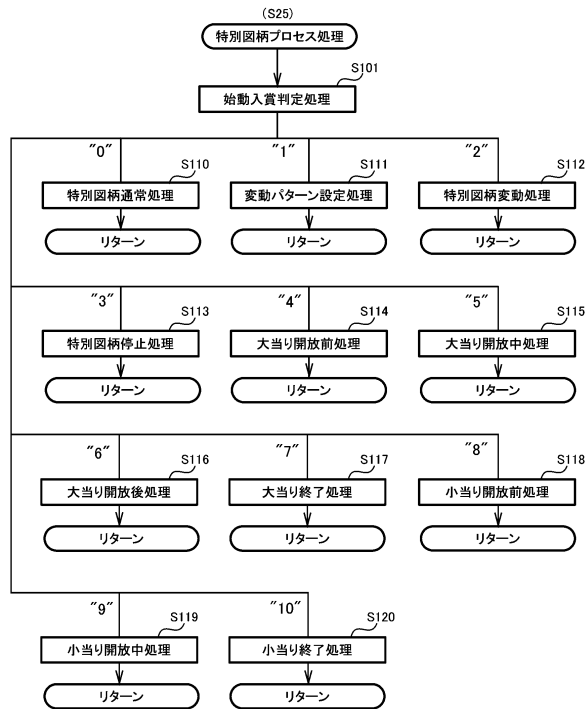 (S25)
特別図柄プロセス処理
S101
始動入賞判定処理
"0" "1" "2"
S110 S111 S112
特別図柄通常処理 変動パターン設定処理 特別図柄変動処理
リターン リターン リターン
"3" "4" "5"
S113 S114 S115
特別図柄停止処理 大当り開放前処理 大当り開放中処理
リターン リターン リターン
"6" "7" "8"
S116 S117 S118
大当り開放後処理 大当り終了処理 小当り開放前処理
リターン リターン リターン
"9" "10"
S119 S120
小当り開放中処理 小当り終了処理
リターン リターン